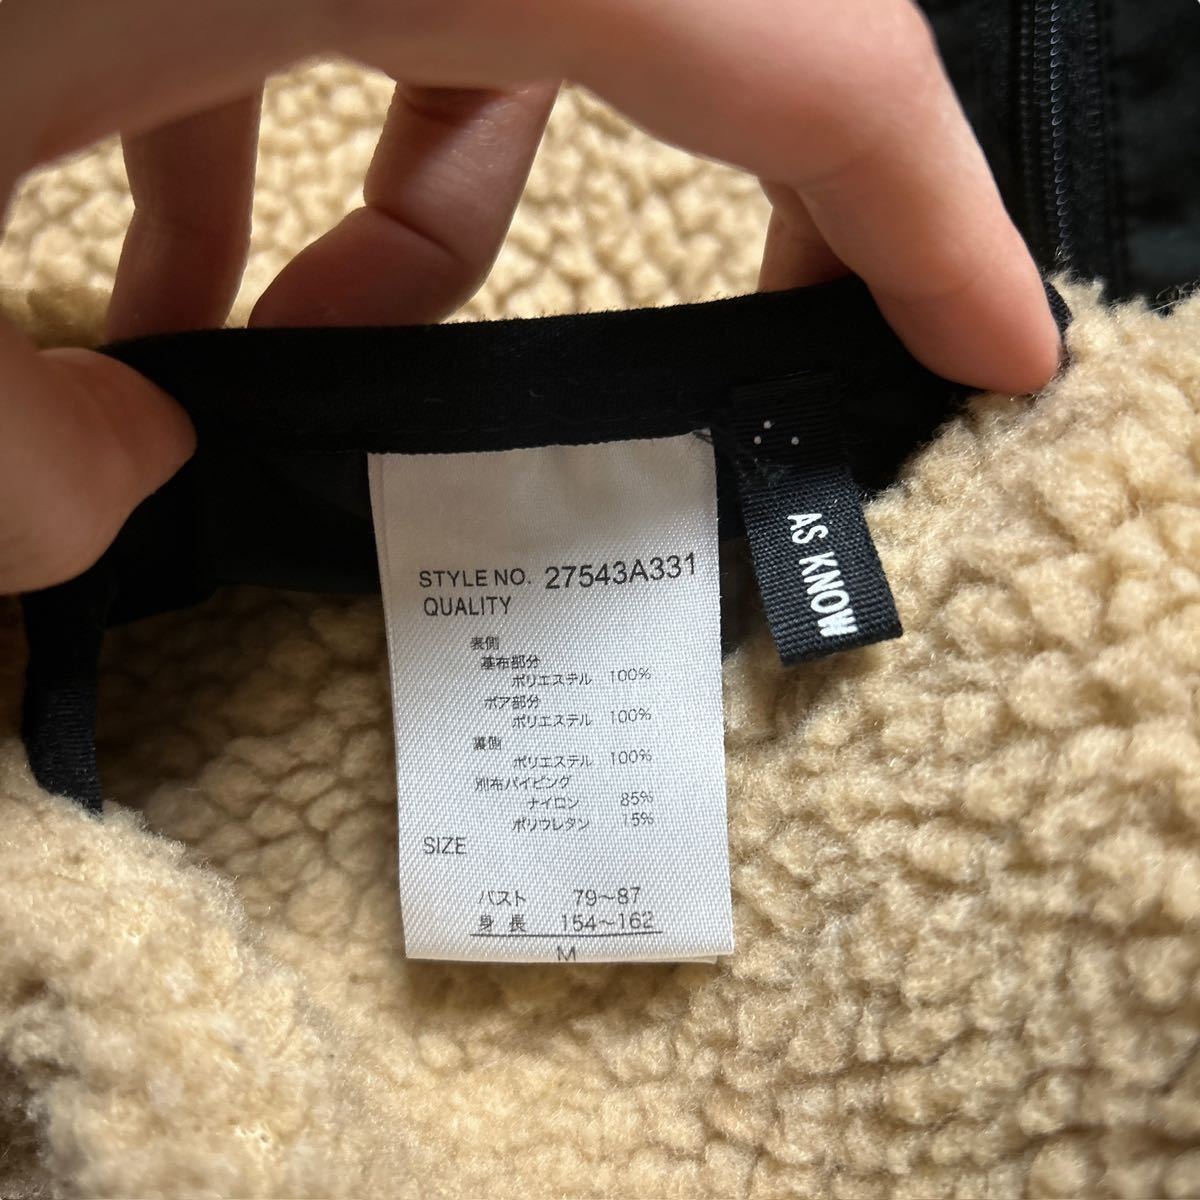 STYLE NO. 27543A331
QUALITY
表側
基布部分
ポリエステル 100%
ボア部分
ポリエステル 100%
裏側
ポリエステル 100%
別布パイピング
ナイロン 85%
ポリウレタン 15%
SIZE
バスト 79~87
身長 154~162
M
AS KNOW